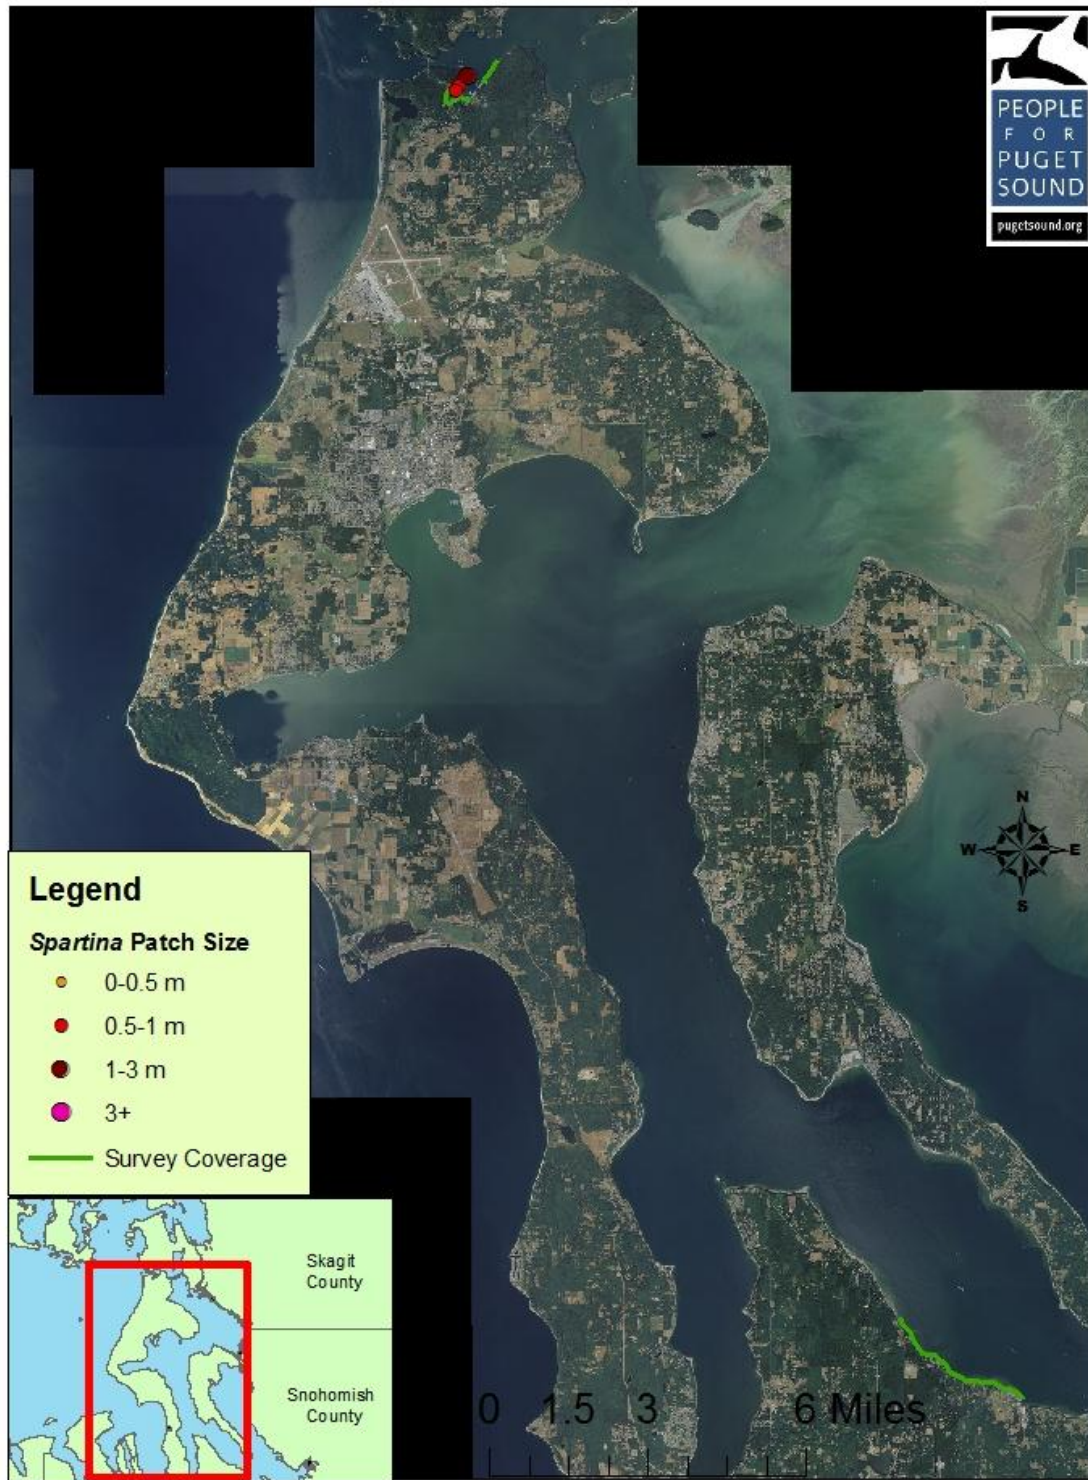 PEOPLE
FOR
PUGET
SOUND
pugetsound.org
N
W
E
S
Legend
Spartina Patch Size
0-0.5 m
0.5-1 m
1-3 m
3+
Survey Coverage
Skagit
County
Snohomish
County
0 1.5 3 6 Miles